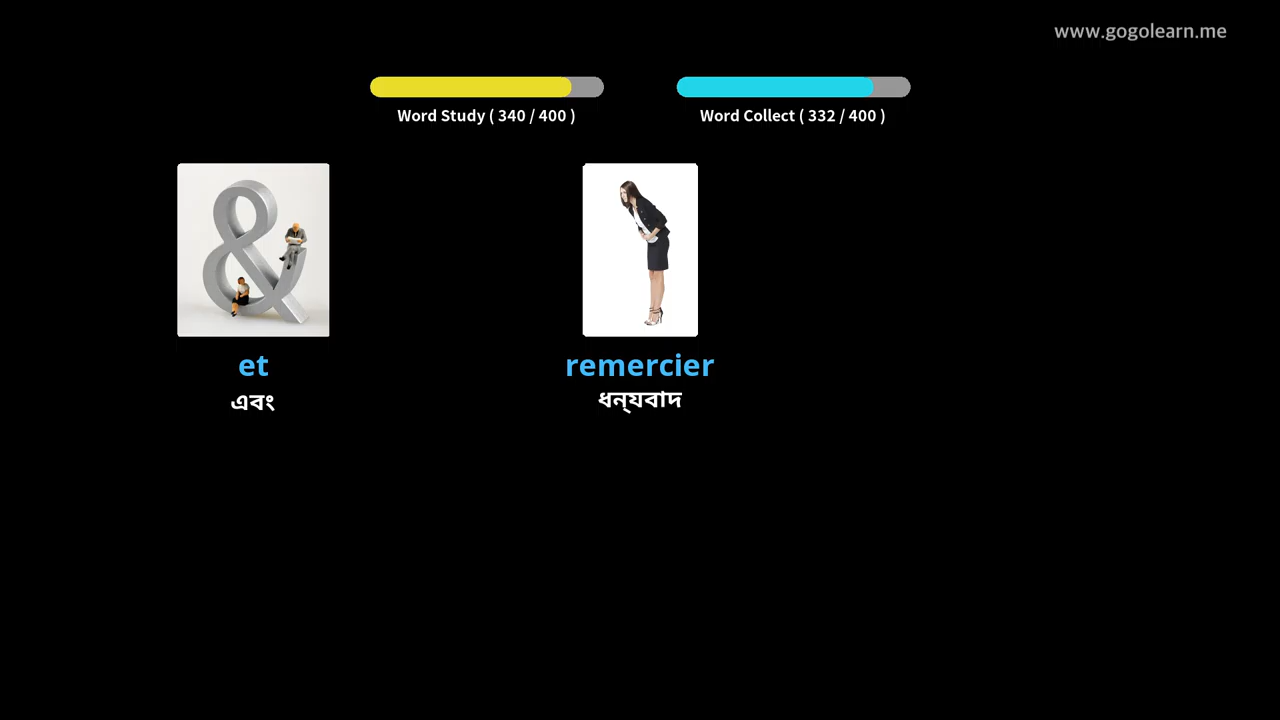 www.gogolearn.me
Word Study ( 340 / 400 )
Word Collect ( 332 / 400 )
&
et
remercier
এবং
ধন্যবাদ